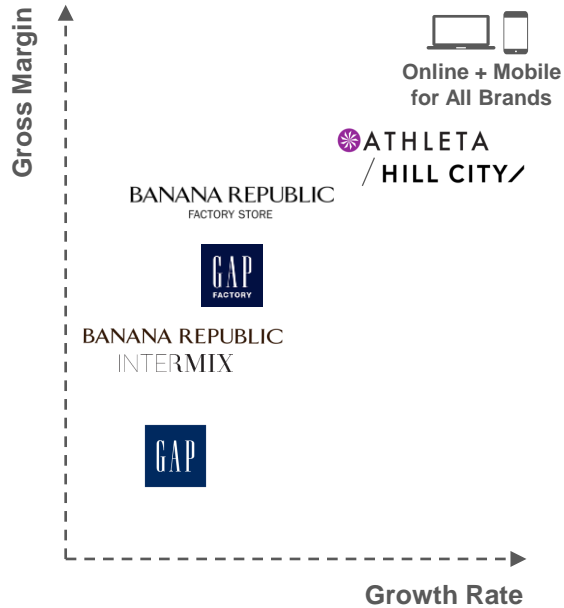 Gross Margin
Online + Mobile
for All Brands
ATHLETA
/ HILL CITY/
BANANA REPUBLIC
FACTORY STORE
GAP
FACTORY
BANANA REPUBLIC
INTERMIX
GAP
Growth Rate